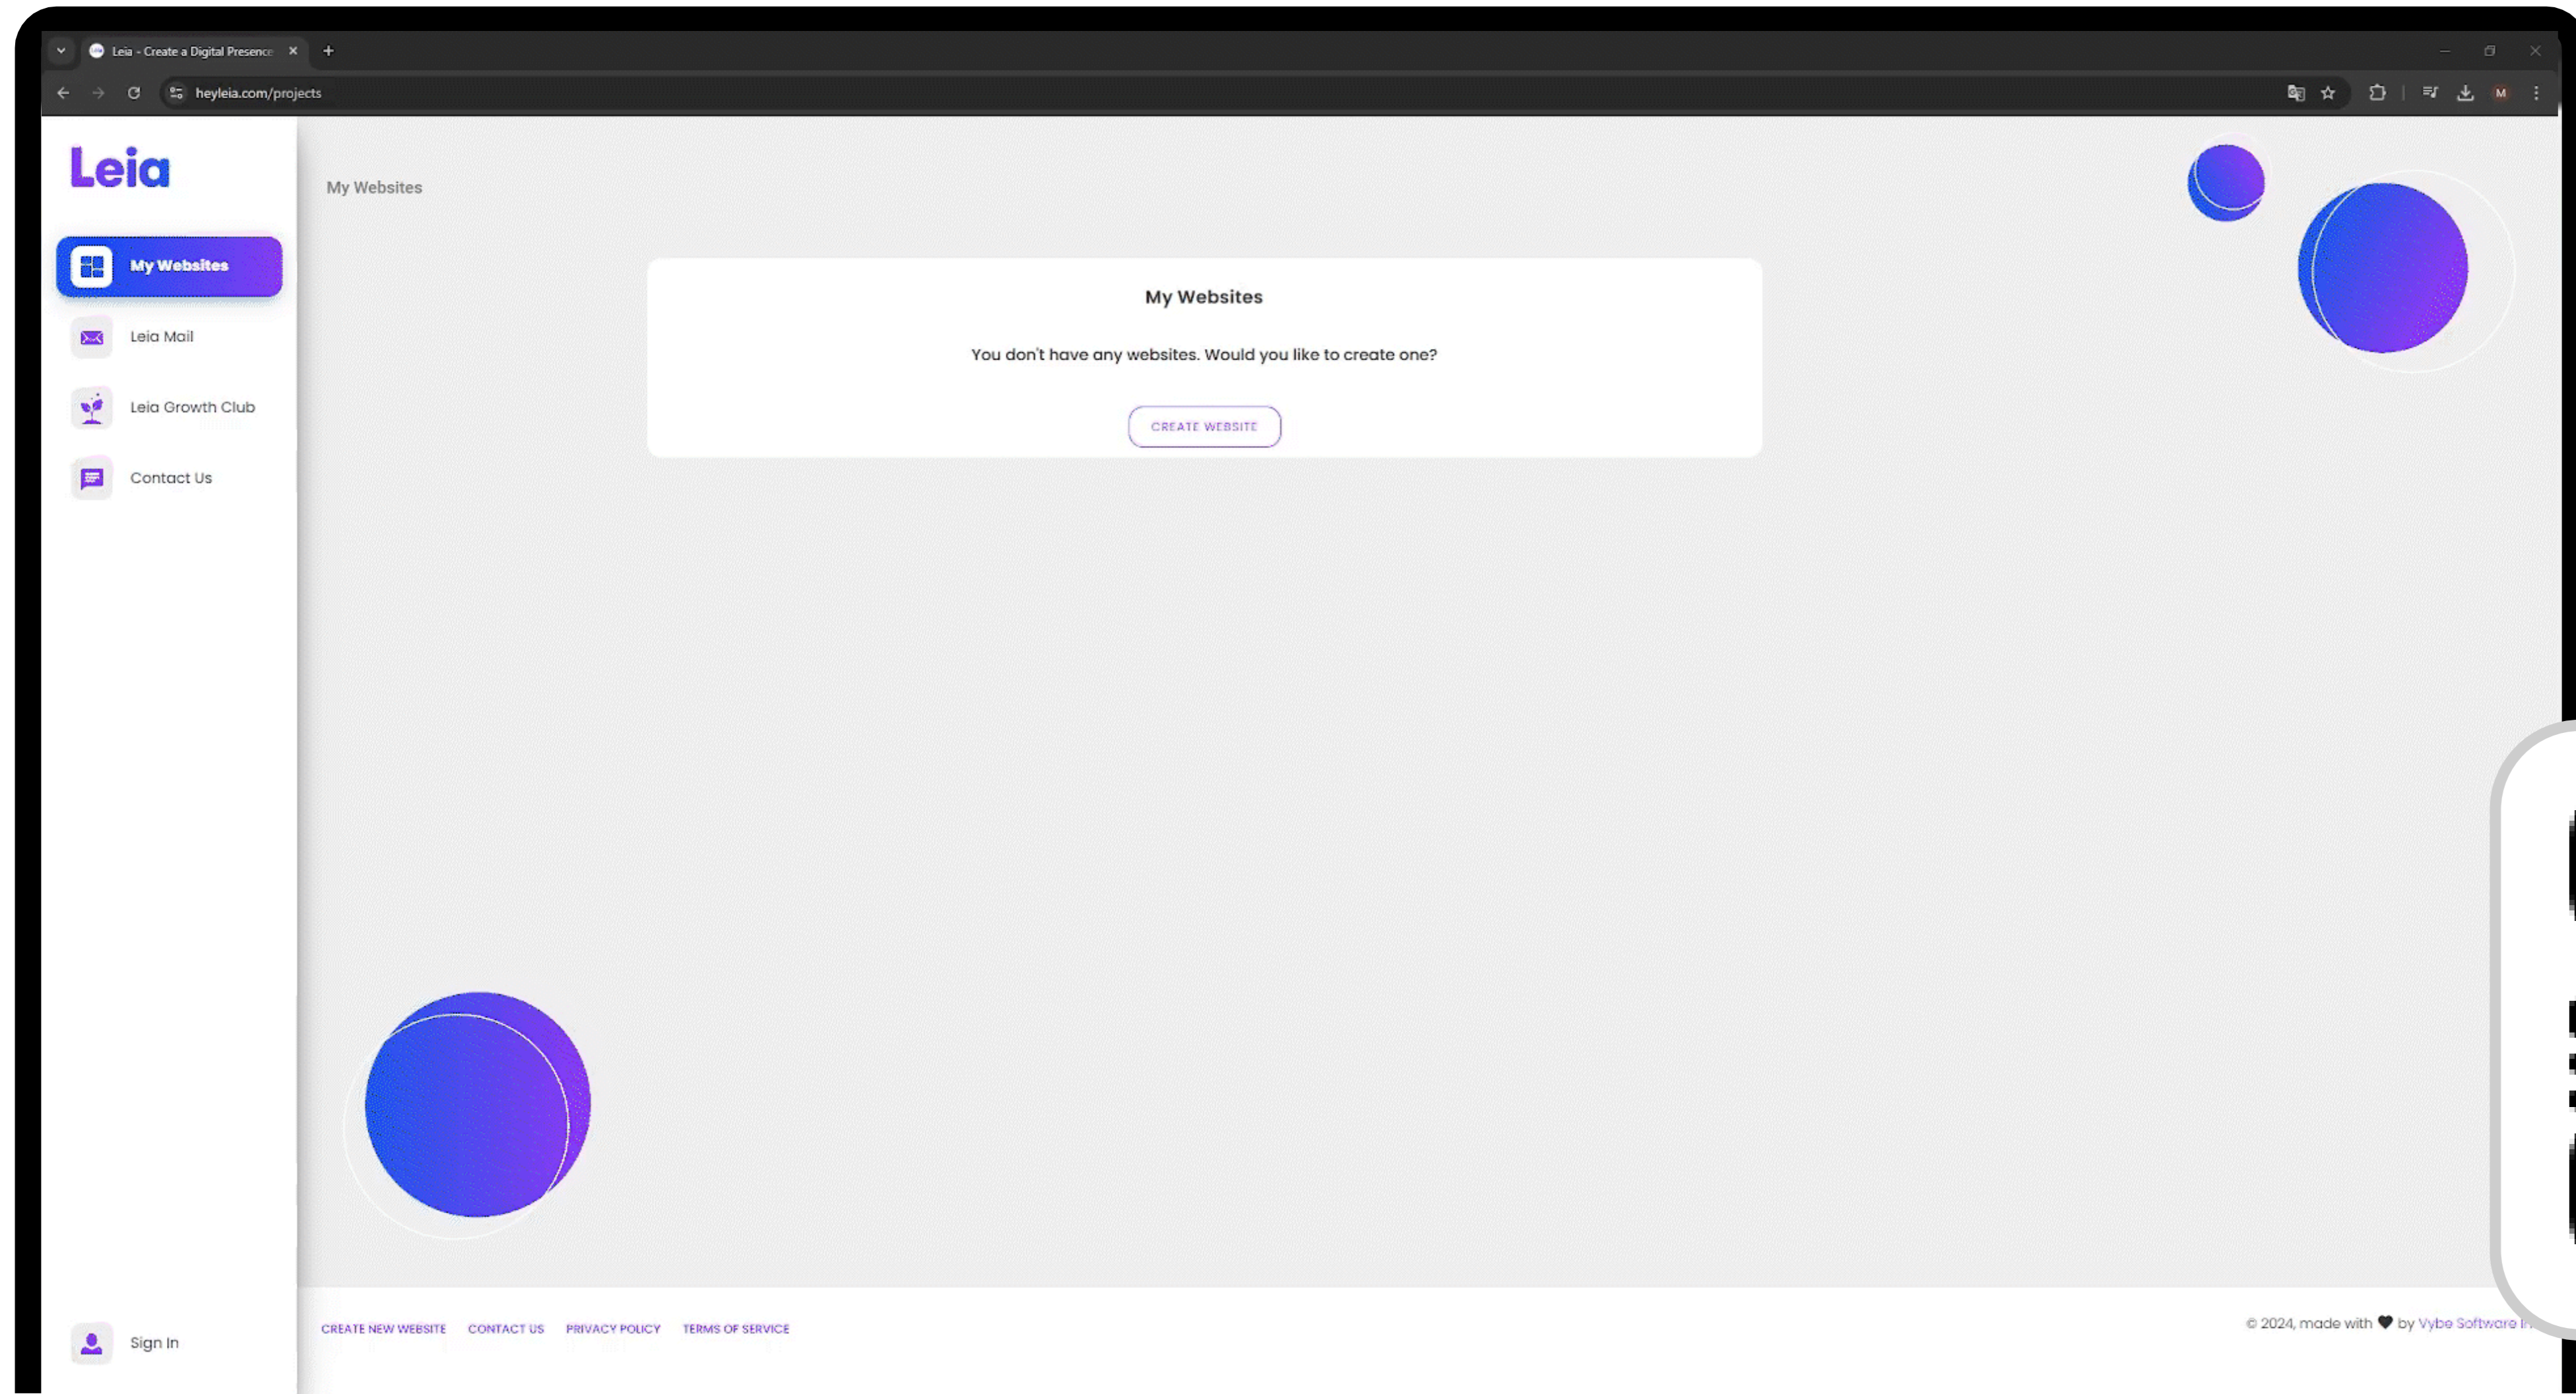 Leia - Create a Digital Presence
heyleia.com/projects
M
Leia
My Websites
Leia Mail
Leia Growth Club
Contact Us
Sign In
My Websites
My Websites
You don't have any websites. Would you like to create one?
CREATE WEBSITE
CREATE NEW WEBSITE CONTACT US PRIVACY POLICY TERMS OF SERVICE
© 2024, made with ♥ by Vybe Software